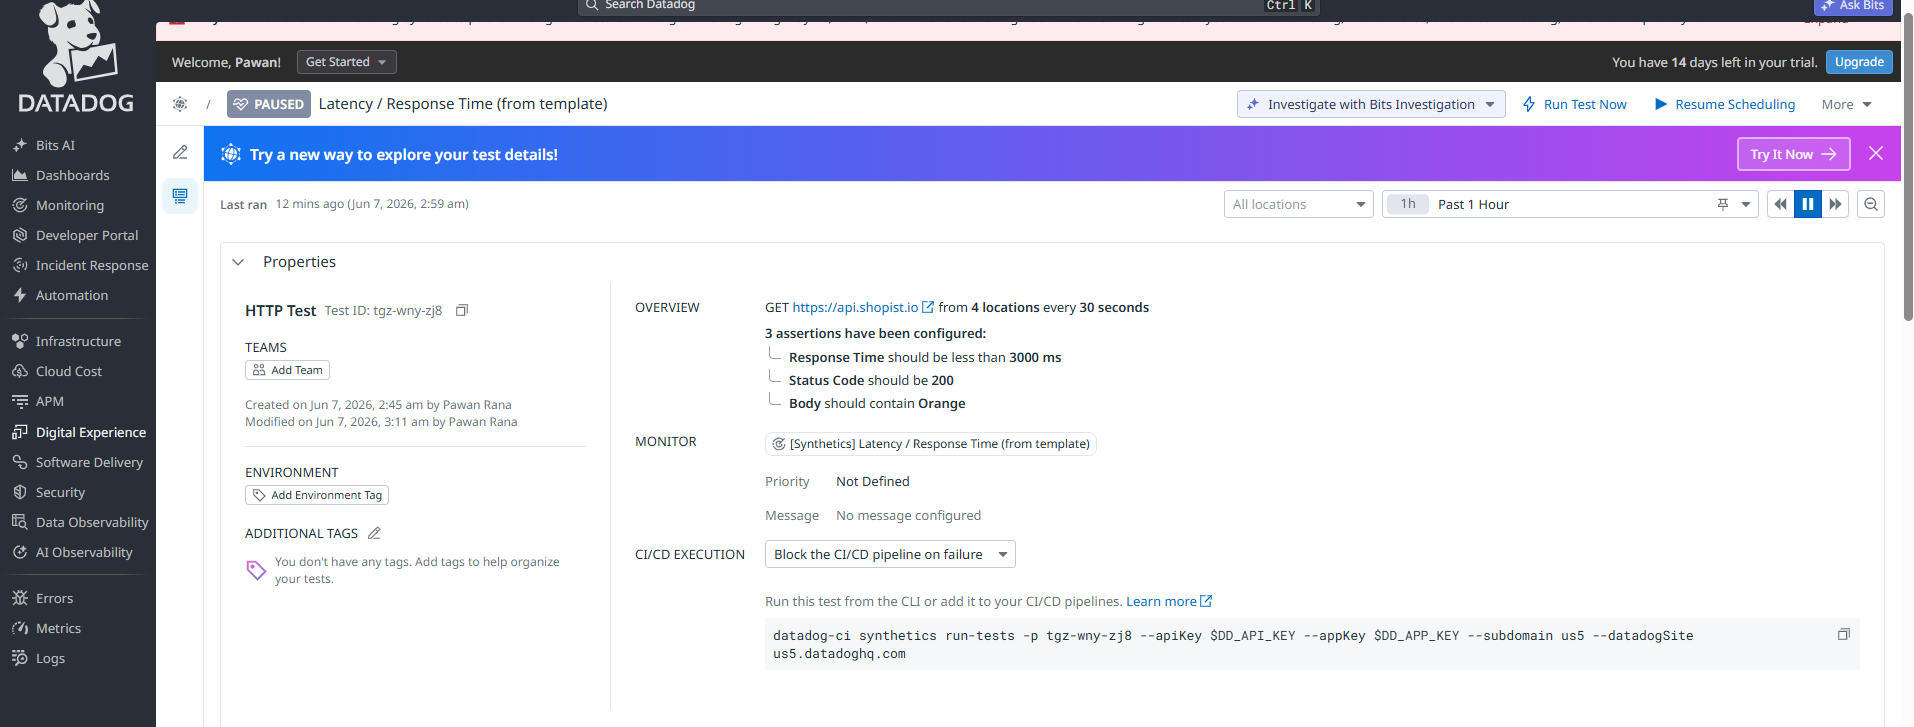 Search Datadog
Ctrl K
Ask Bits
DATADOG
Welcome, Pawan!
Get Started
You have 14 days left in your trial.
Upgrade
/
PAUSED
Latency / Response Time (from template)
Investigate with Bits Investigation
Run Test Now
Resume Scheduling
More
Try a new way to explore your test details!
Try It Now
Last ran 12 mins ago (Jun 7, 2026, 2:59 am)
All locations
1h Past 1 Hour
Bits AI
Dashboards
Monitoring
Developer Portal
Incident Response
Automation
Infrastructure
Cloud Cost
APM
Digital Experience
Software Delivery
Security
Data Observability
AI Observability
Errors
Metrics
Logs
Properties
HTTP Test Test ID: tgz-wny-zj8
TEAMS
Add Team
Created on Jun 7, 2026, 2:45 am by Pawan Rana
Modified on Jun 7, 2026, 3:11 am by Pawan Rana
ENVIRONMENT
Add Environment Tag
ADDITIONAL TAGS
You don't have any tags. Add tags to help organize
your tests.
OVERVIEW
GET https://api.shopist.io from 4 locations every 30 seconds
3 assertions have been configured:
Response Time should be less than 3000 ms
Status Code should be 200
Body should contain Orange
MONITOR
[Synthetics] Latency / Response Time (from template)
Priority Not Defined
Message No message configured
CI/CD EXECUTION
Block the CI/CD pipeline on failure
Run this test from the CLI or add it to your CI/CD pipelines. Learn more
datadog-ci synthetics run-tests -p tgz-wny-zj8 --apiKey $DD_API_KEY --appKey $DD_APP_KEY --subdomain us5 --datadogSite
us5.datadoghq.com